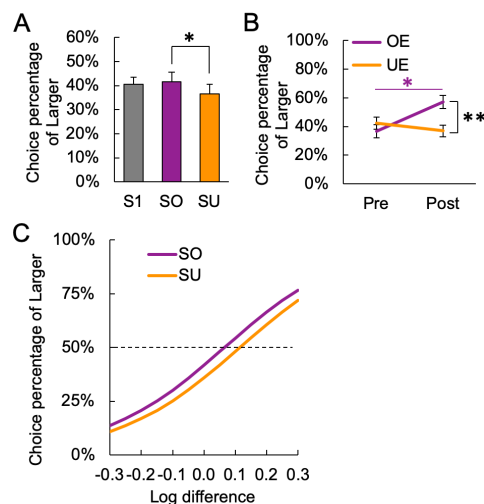 A
Choice percentage
of Larger
60%
50%
40%
30%
20%
10%
0%
*
S1 SO SU
B
Choice percentage
of Larger
100%
80%
60%
40%
20%
0%
OE
UE
*
**
Pre Post
C
Choice percentage of Larger
100%
75%
50%
25%
0%
SO
SU
-0.3 -0.2 -0.1 0.0 0.1 0.2 0.3
Log difference